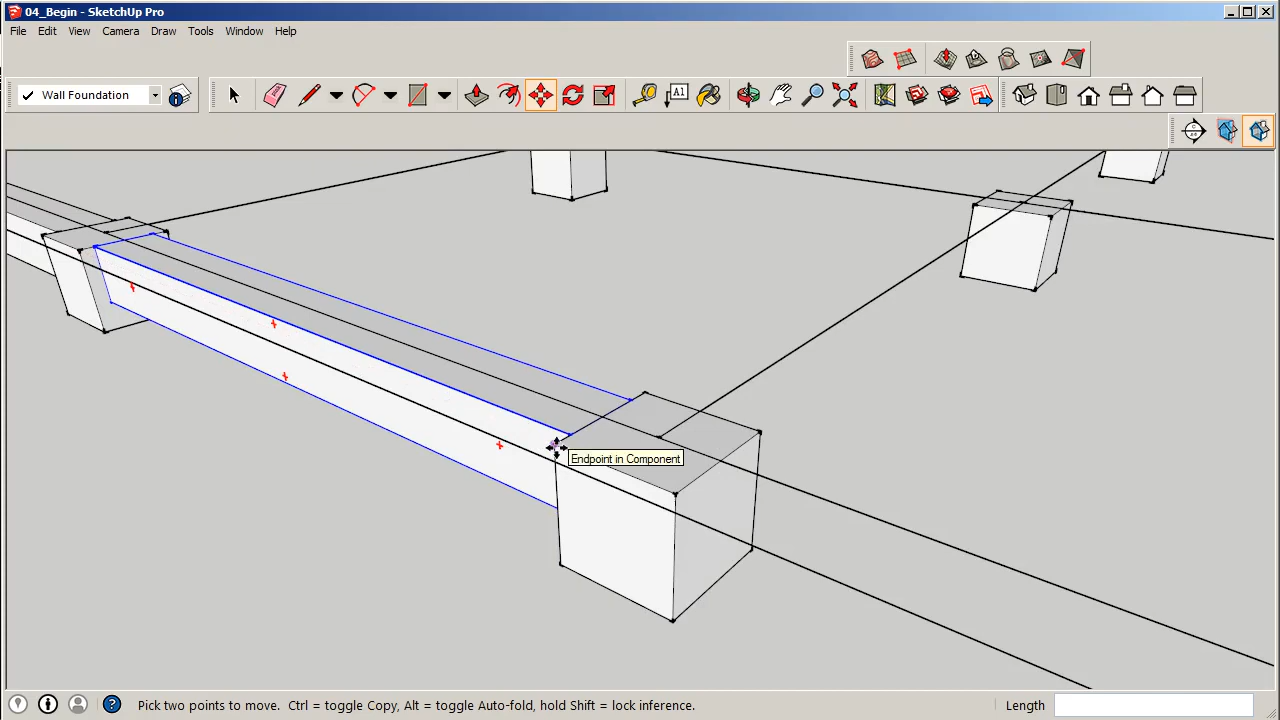 04_Begin - SketchUp Pro
File Edit View Camera Draw Tools Window Help
A1
Wall Foundation
Endpoint in Component
Pick two points to move. Ctrl = toggle Copy, Alt = toggle Auto-fold, hold Shift = lock inference.
Length